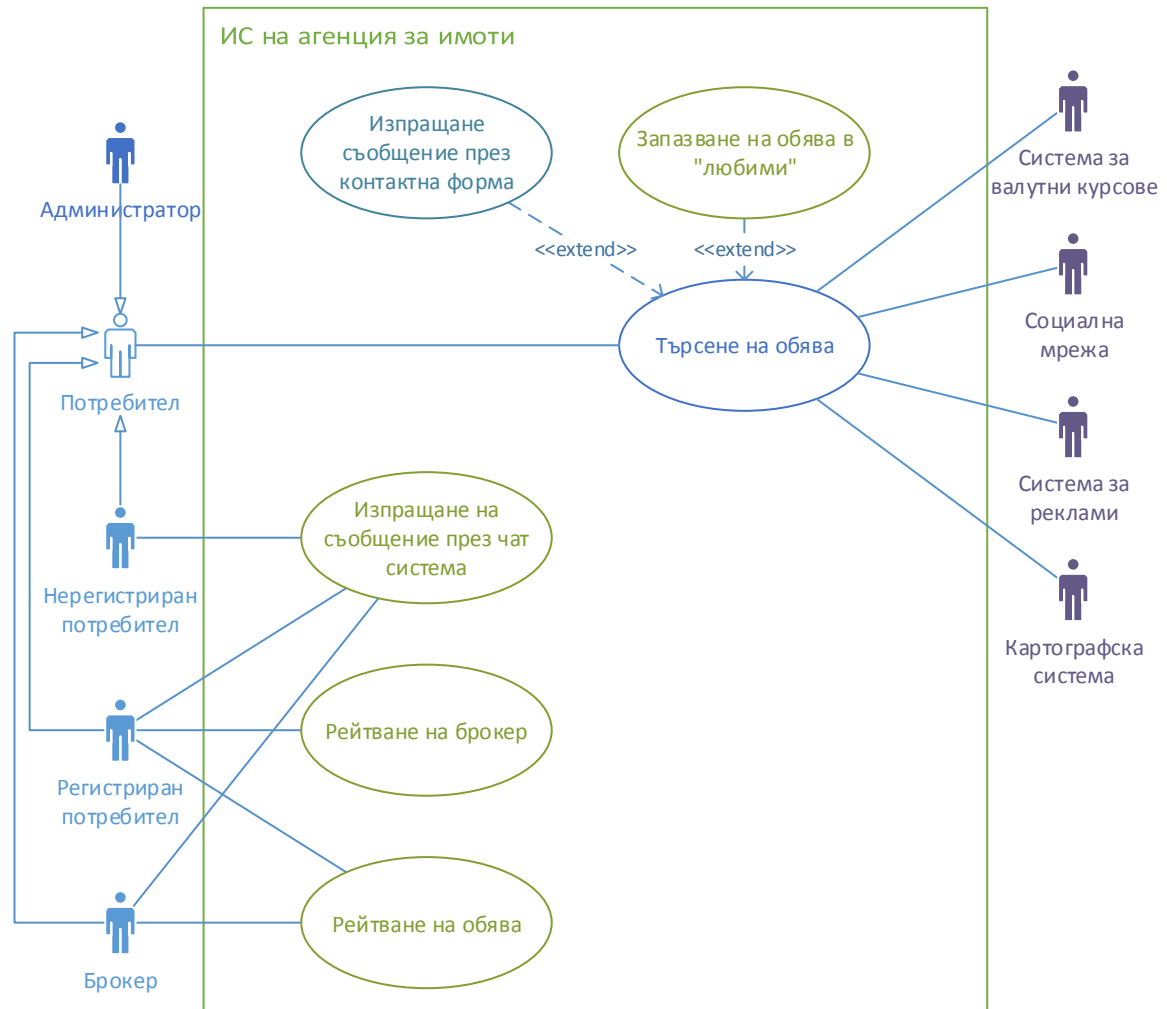 ИС на агенция за имоти
Изпращане
съобщение през
контактна форма
Запазване на обява в
"любими"
<<extend>>
<<extend>>
Администратор
Потребител
Търсене на обява
Система за
валутни курсове
Социална
мрежа
Система за
реклами
Картографска
система
Изпращане на
съобщение през чат
система
Нерегистриран
потребител
Рейтване на брокер
Регистриран
потребител
Рейтване на обява
Брокер